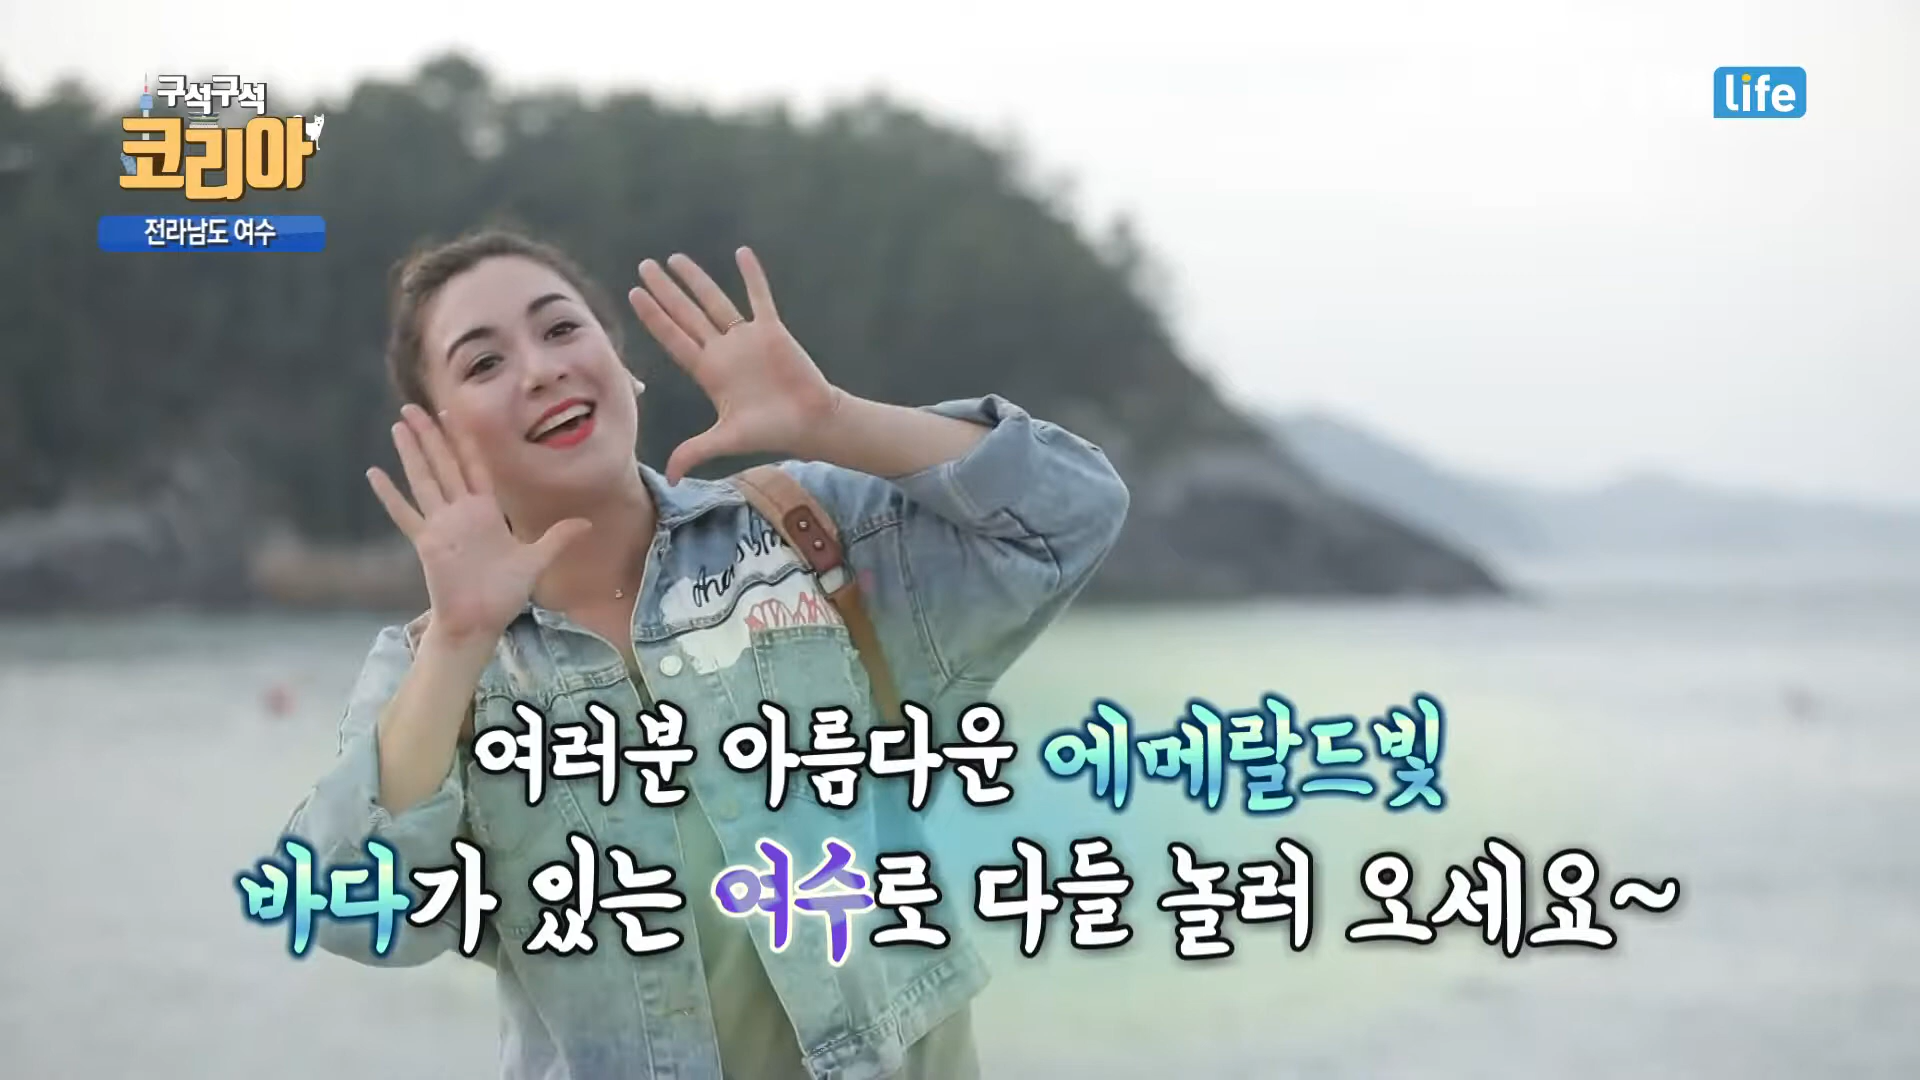 구석구석
코리아
전라남도 여수
life
여러분 아름다운 에메랄드빛
바다가 있는 여수로 다들 놀러 오세요~